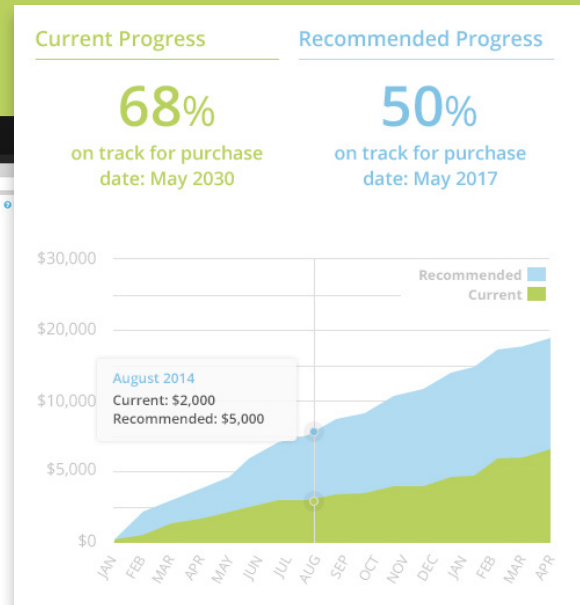 Current Progress
Recommended Progress
68%
50%
on track for purchase
date: May 2030
on track for purchase
date: May 2017
?
$30,000
Recommended
Current
$20,000
August 2014
Current: $2,000
Recommended: $5,000
$10,000
$5,000
$0
JAN FEB MAR APR MAY JUN JUL AUG SEP OCT NOV DEC JAN FEB MAR APR